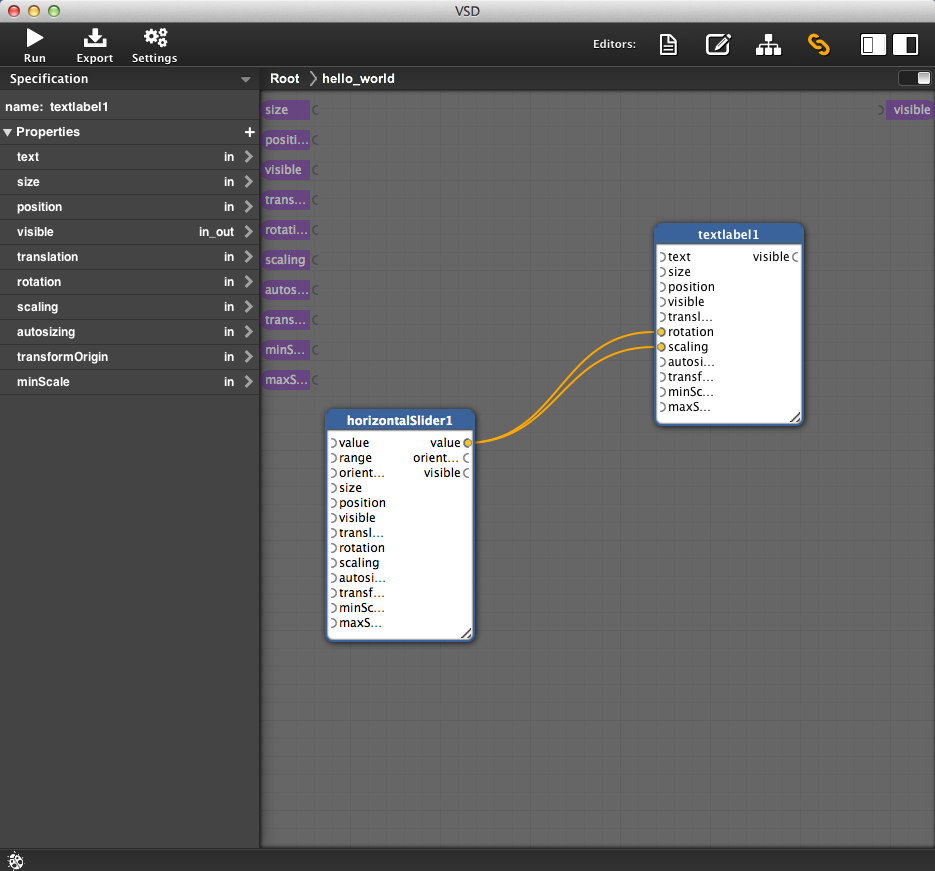 VSD
Run
Export
Settings
Editors:
Specification
Root
hello_world
name: textlabel1
Properties
+
text in
size in
position in
visible in_out
translation in
rotation in
scaling in
autosizing in
transformOrigin in
minScale in
size
positi...
visible
trans...
rotati...
scaling
autos...
trans...
minS...
maxS...
visible
textlabel1
text visible
size
position
visible
transl...
rotation
scaling
autosi...
transf...
minSc...
maxS...
horizontalSlider1
value value
range orient...
orient... visible
size
position
visible
transl...
rotation
scaling
autosi...
transf...
minSc...
maxS...